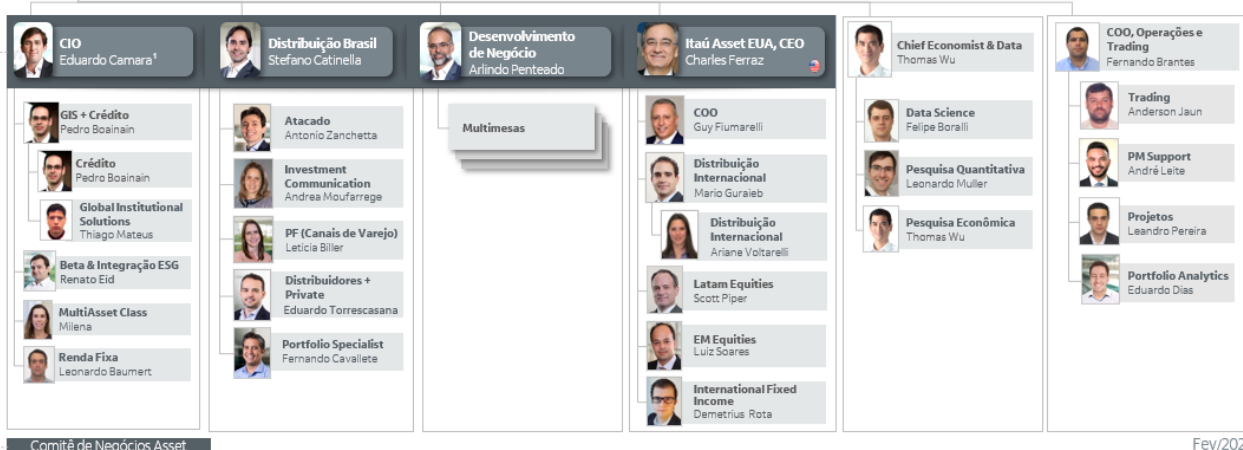 CIO
Eduardo Camara¹
GIS + Crédito
Pedro Boainain
Crédito
Pedro Boainain
Global Institutional
Solutions
Thiago Mateus
Beta & Integração ESG
Renato Eid
MultiAsset Class
Milena
Renda Fixa
Leonardo Baumert
Distribuição Brasil
Stefano Catinella
Atacado
Antonio Zanchetta
Investment
Communication
Andrea Moufarrege
PF (Canais de Varejo)
Leticia Biller
Distribuidores +
Private
Eduardo Torrescasana
Portfolio Specialist
Fernando Cavallete
Desenvolvimento
de Negócio
Arlindo Penteado
Multimesas
Itaú Asset EUA, CEO
Charles Ferraz
COO
Guy Fiumarelli
Distribuição
Internacional
Mario Guraieb
Distribuição
Internacional
Ariane Voltarelli
Latam Equities
Scott Piper
EM Equities
Luiz Soares
International Fixed
Income
Demetrius Rota
Chief Economist & Data
Thomas Wu
Data Science
Felipe Boralli
Pesquisa Quantitativa
Leonardo Muller
Pesquisa Econômica
Thomas Wu
COO, Operações e
Trading
Fernando Brantes
Trading
Anderson Jaun
PM Support
André Leite
Projetos
Leandro Pereira
Portfolio Analytics
Eduardo Dias
Comitê de Negócios Asset
Fev/202